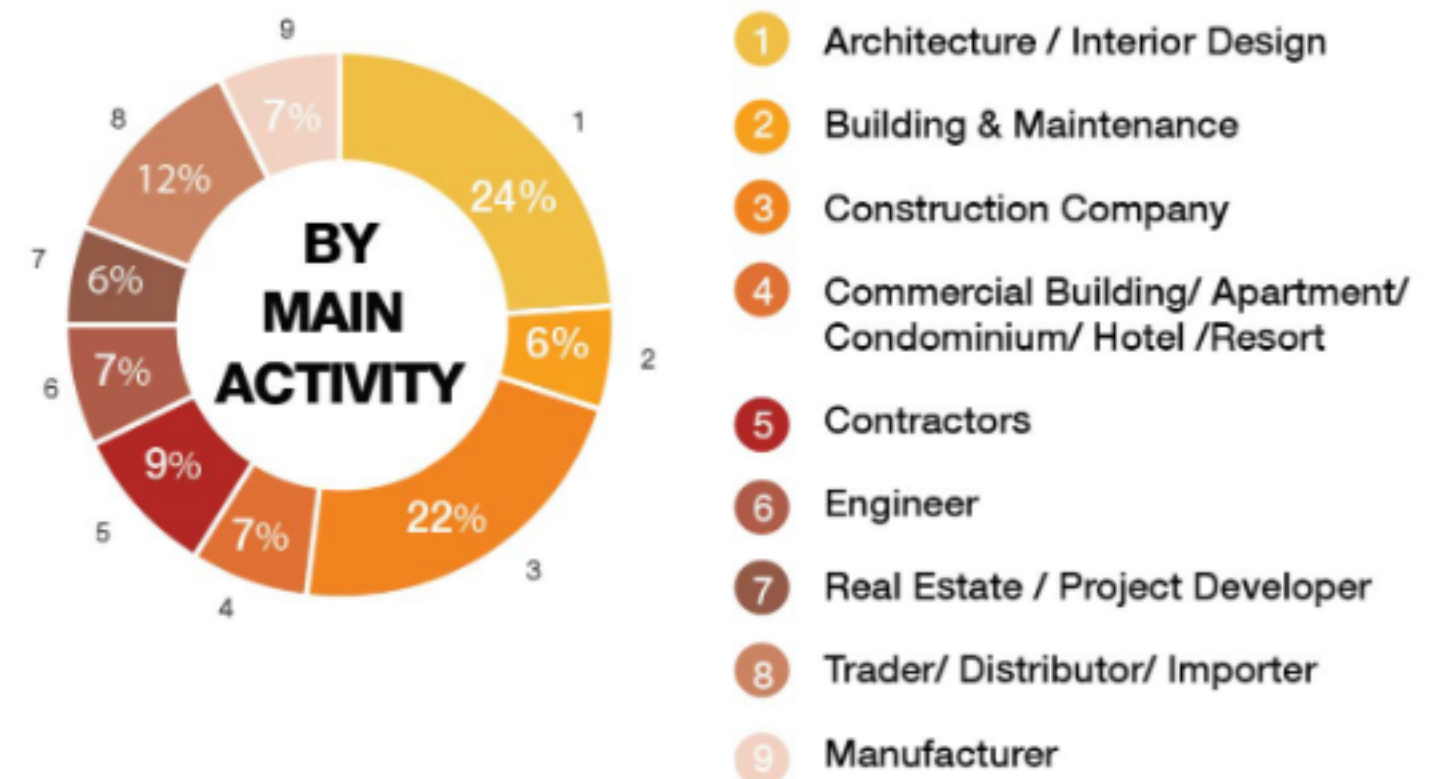 9
8
1
7%
12%
24%
BY
MAIN
ACTIVITY
7
6%
6%
2
6
7%
9%
22%
7%
5
3
4
1 Architecture / Interior Design
2 Building & Maintenance
3 Construction Company
4 Commercial Building/ Apartment/
Condominium/ Hotel /Resort
5 Contractors
6 Engineer
7 Real Estate / Project Developer
8 Trader/ Distributor/ Importer
9 Manufacturer